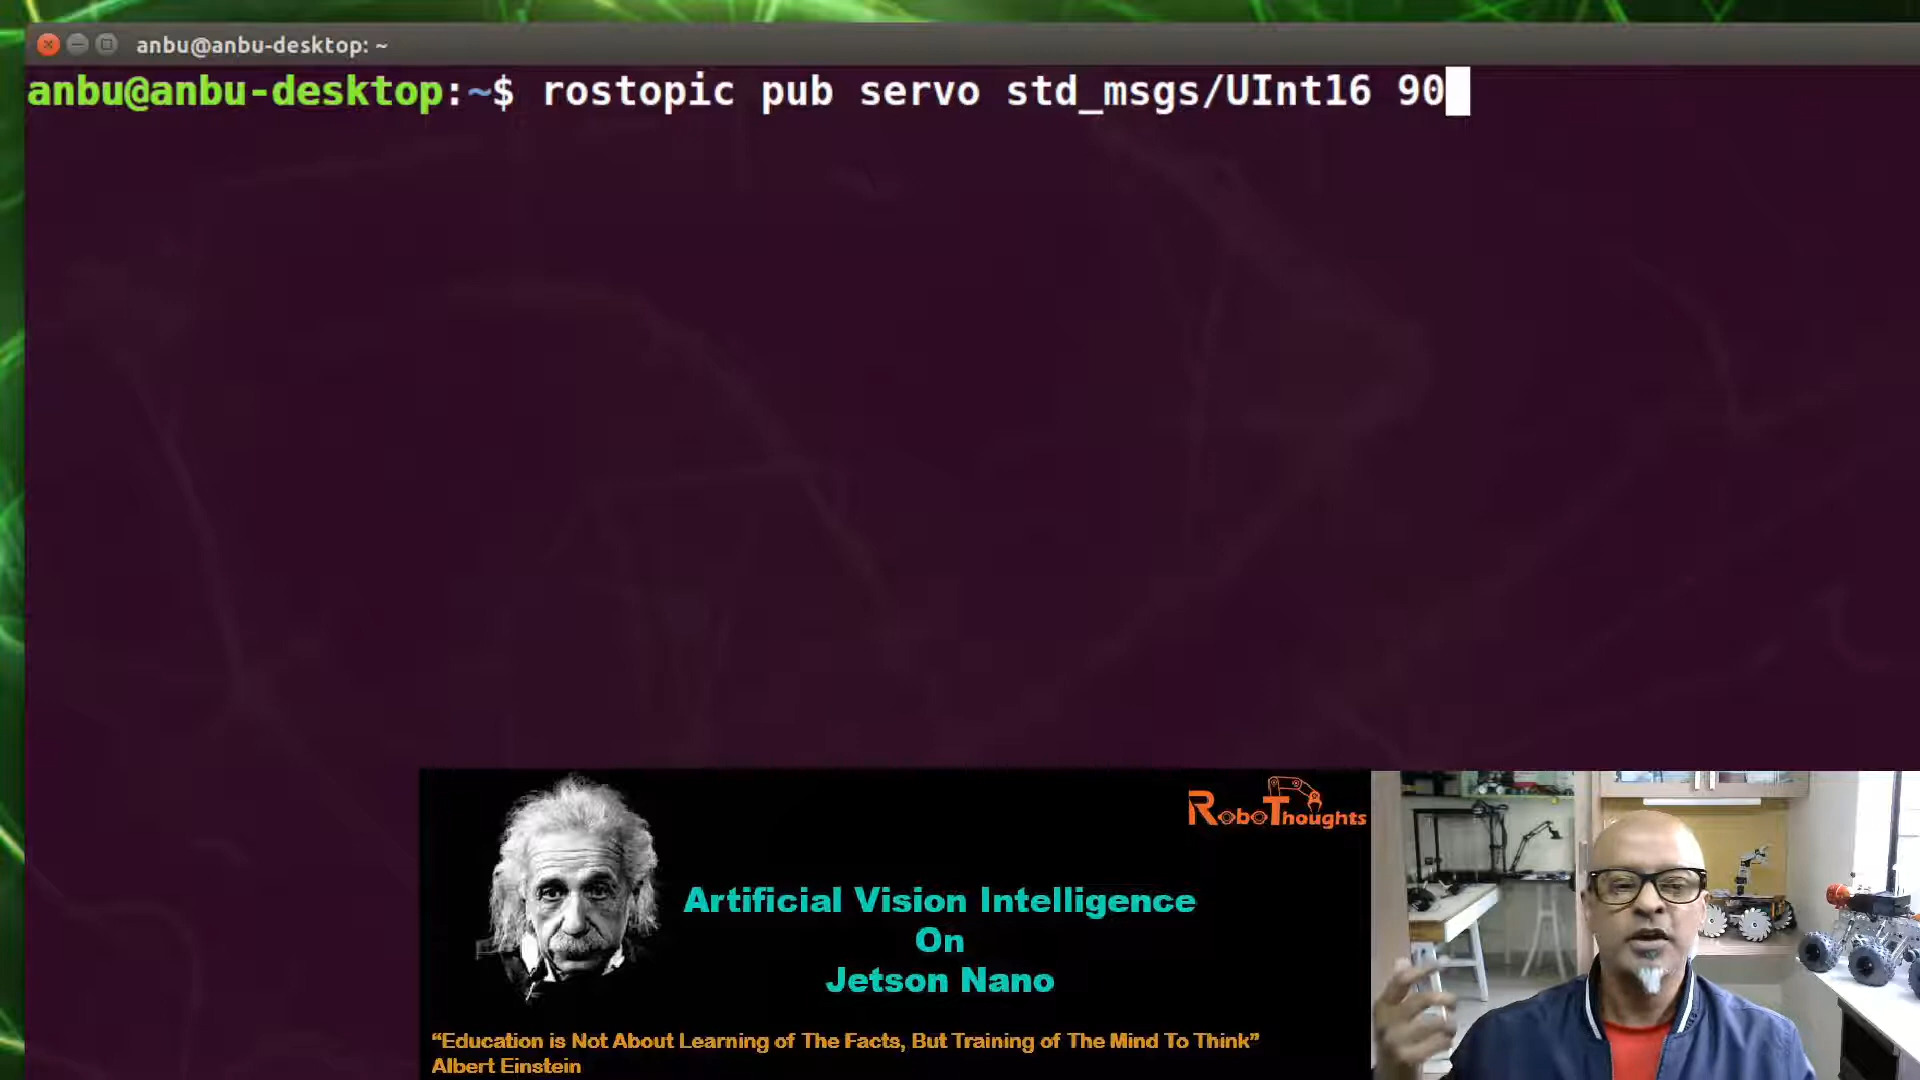 anbu@anbu-desktop: ~
anbu@anbu-desktop:~$ rostopic pub servo std_msgs/UInt16 90
RoboThoughts
Artificial Vision Intelligence
On
Jetson Nano
“Education is Not About Learning of The Facts, But Training of The Mind To Think”
Albert Einstein